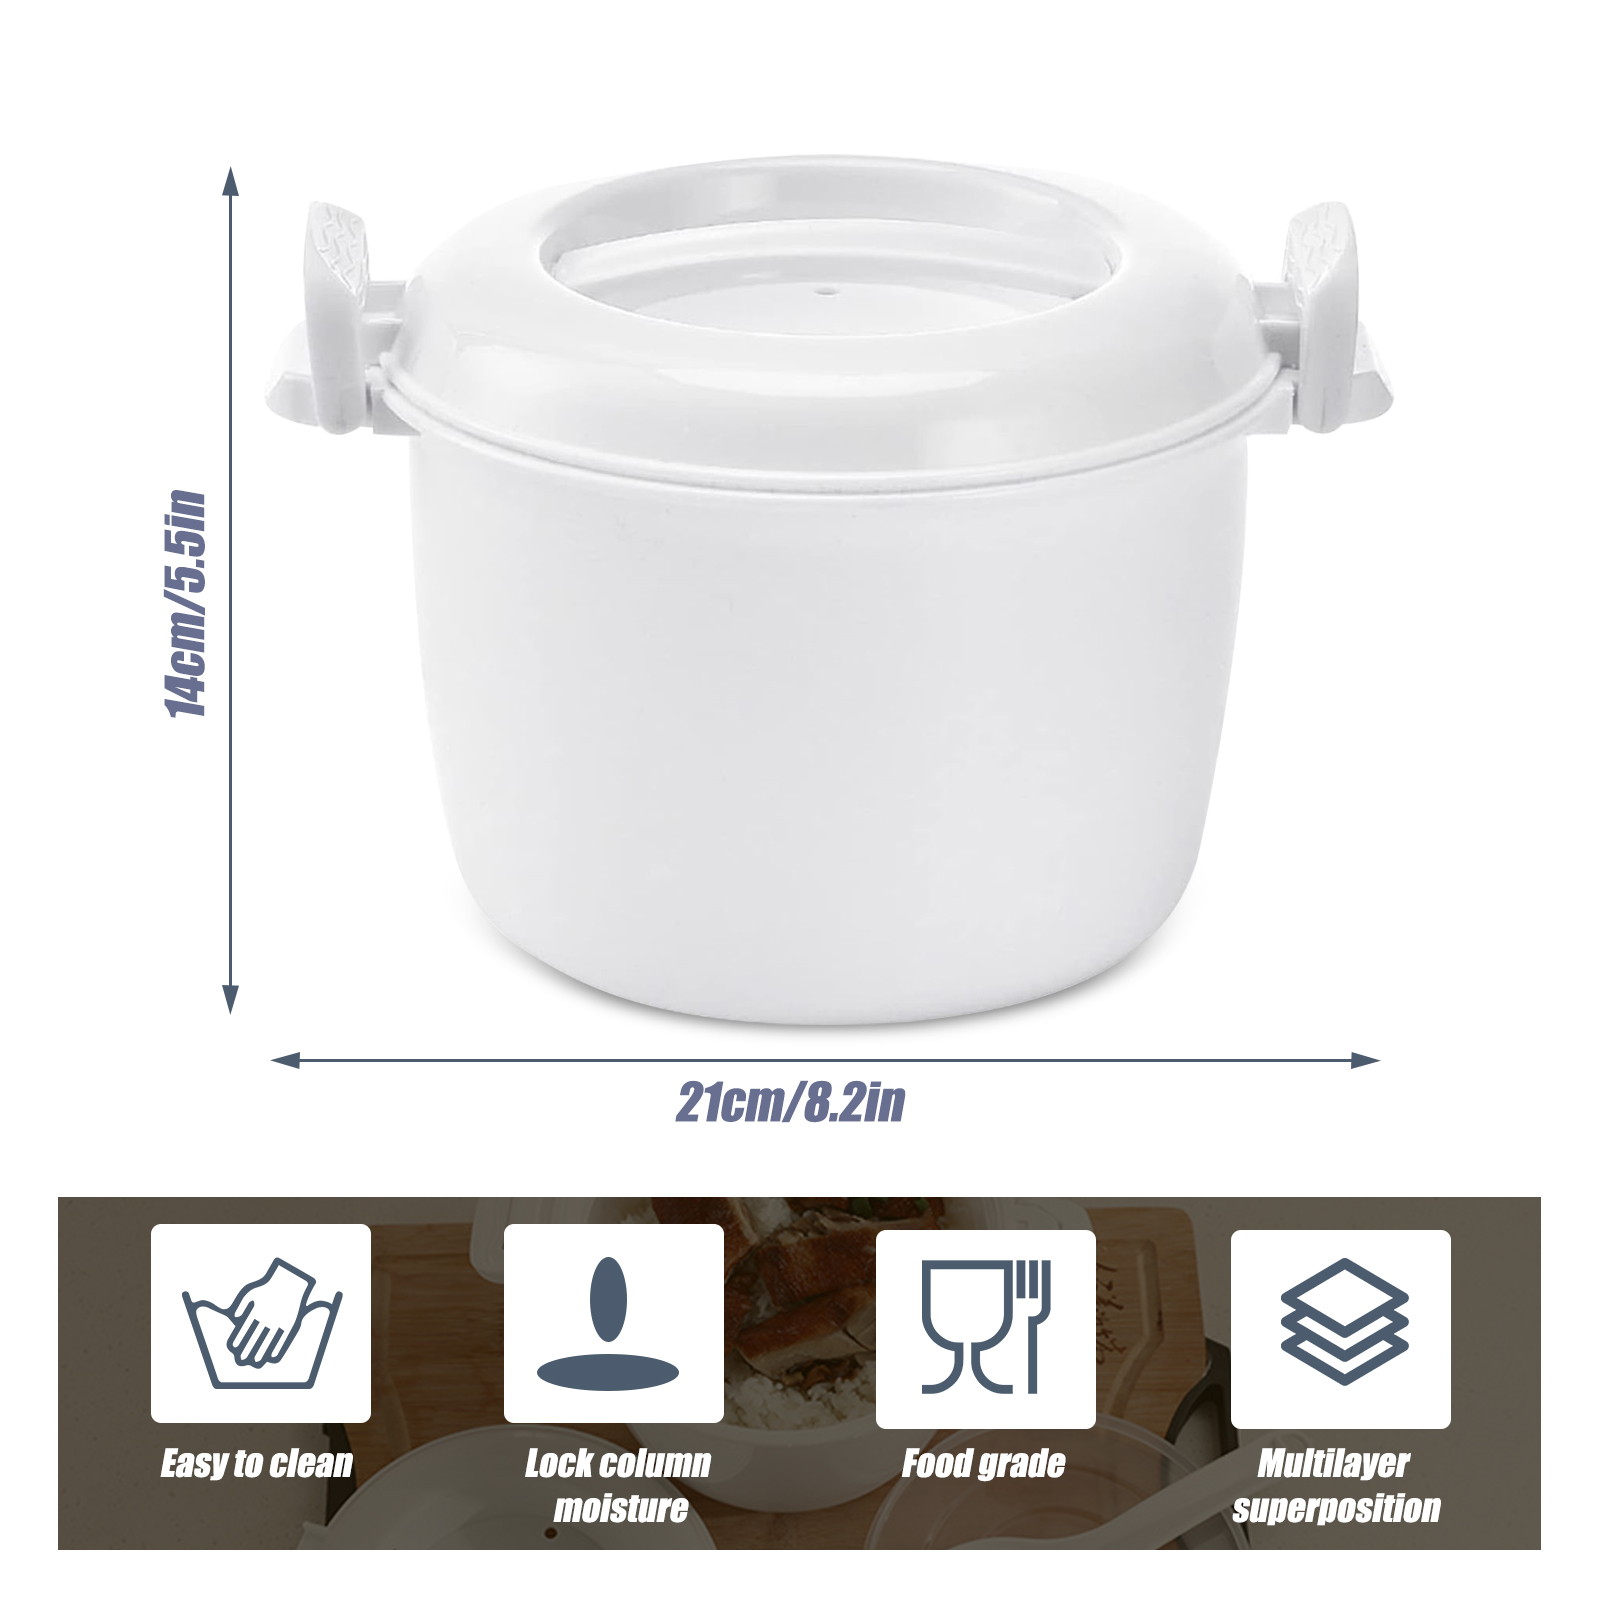 14cm/5.5in
21cm/8.2in
Easy to clean
Lock column
moisture
Food grade
Multilayer
superposition